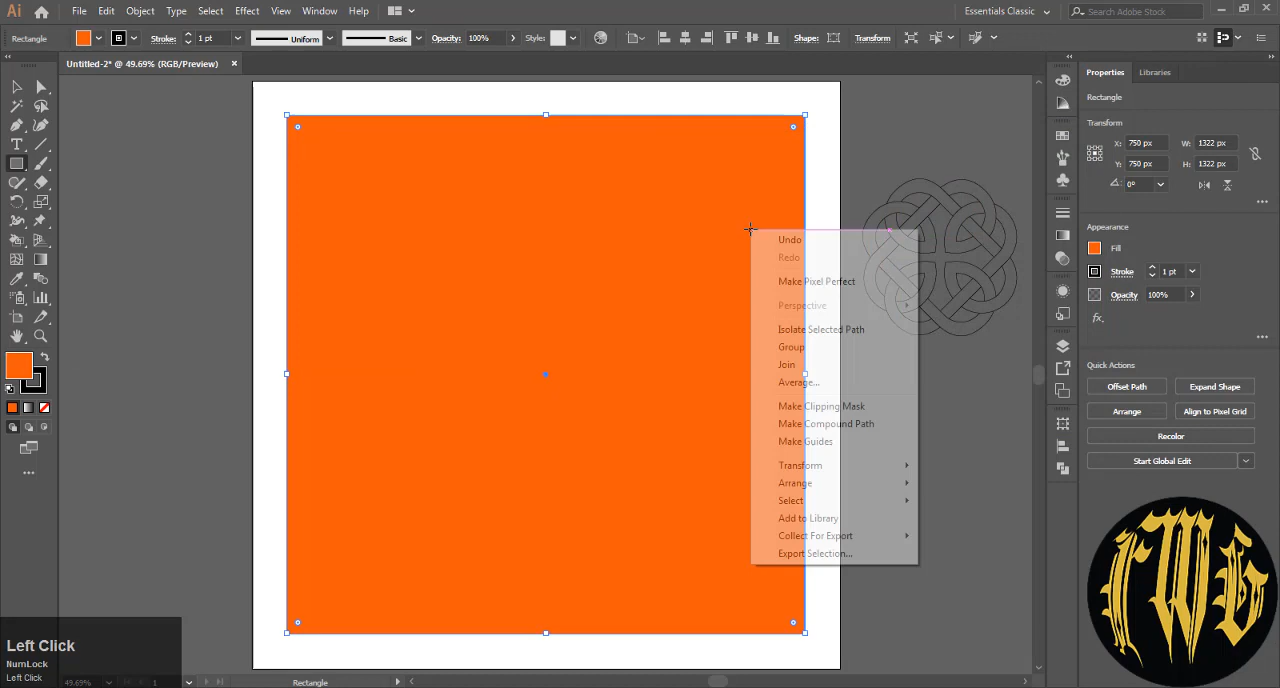 Ai File Edit Object Type Select Effect View Window Help Essentials Classic Search Adobe Stock
Rectangle Stroke: 1 pt Uniform Basic Opacity: 100% Style: Shape: Transform
Untitled-2* @ 49.69% (RGB/Preview) ×
Properties Libraries
Rectangle
Transform
X: 750 px W: 1322 px
Y: 750 px H: 1322 px
0°
Appearance
Fill
Stroke 1 pt
Opacity 100%
fx.
Quick Actions
Offset Path Expand Shape
Arrange Align to Pixel Grid
Recolor
Start Global Edit
Undo
Redo
Make Pixel Perfect
Perspective
Isolate Selected Path
Group
Join
Average...
Make Clipping Mask
Make Compound Path
Make Guides
Transform
Arrange
Select
Add to Library
Collect For Export
Export Selection...
Left Click
NumLock
Left Click
49.69% 1 Rectangle